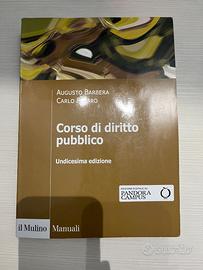 AUGUSTO BARBERA
CARLO
Corso di diritto
pubblico
Undicesima edizione
PANDORA
CAMPUS
il Mulino
Manuali